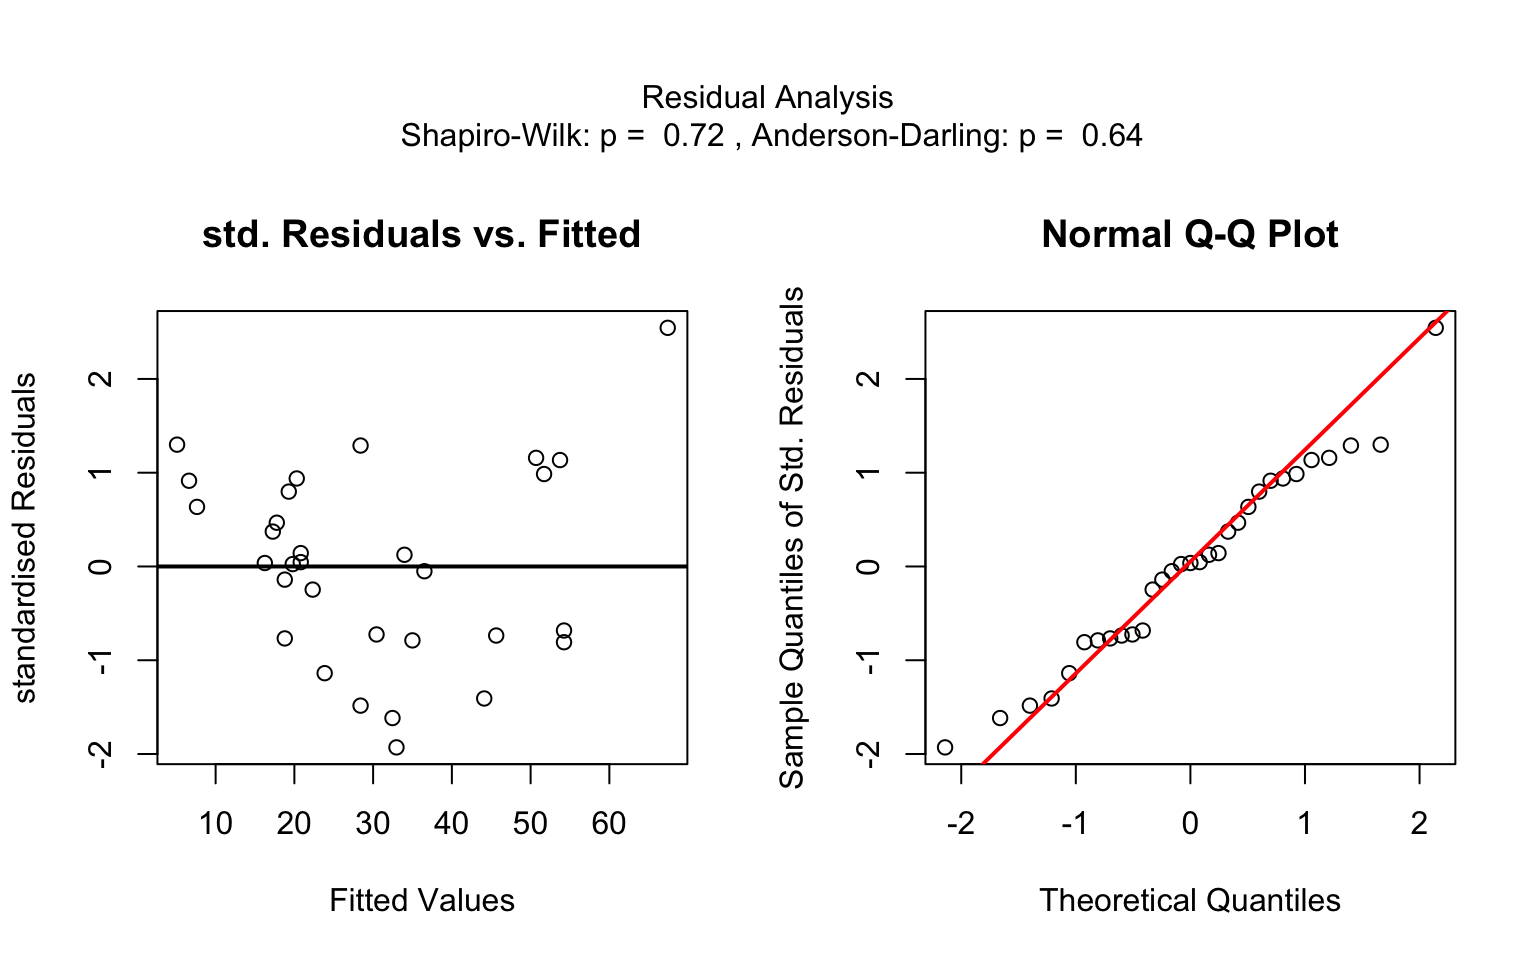 Residual Analysis
Shapiro-Wilk: p =  0.72 , Anderson-Darling: p =  0.64
std. Residuals vs. Fitted
standardised Residuals
2
1
0
-1
-2
10 20 30 40 50 60
Fitted Values
Normal Q-Q Plot
Sample Quantiles of Std. Residuals
2
1
0
-1
-2
-2 -1 0 1 2
Theoretical Quantiles